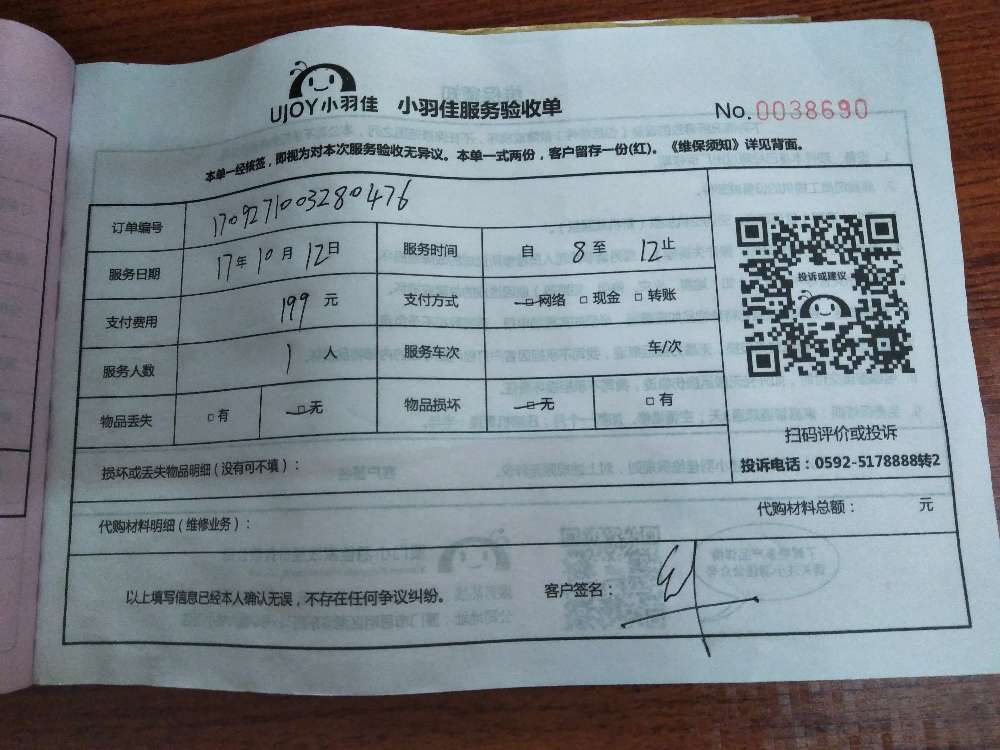 UJOY小羽佳 小羽佳服务验收单 No.0038690
本单一经核签，即视为对本次服务验收无异议。本单一式两份，客户留存一份(红)。《维保须知》详见背面。
订单编号 1709271003280476
服务日期 17年10月12日 服务时间 自 8 至 12 止
支付费用 199 元 支付方式 □网络 □现金 □转账
服务人数 1 人 服务车次 车/次
物品丢失 □有 □无 物品损坏 □无 □有
投诉或建议
扫码评价或投诉
投诉电话：0592-5178888转2
损坏或丢失物品明细（没有可不填）：
代购材料明细（维修业务）： 代购材料总额： 元
以上填写信息已经本人确认无误，不存在任何争议纠纷。 客户签名：